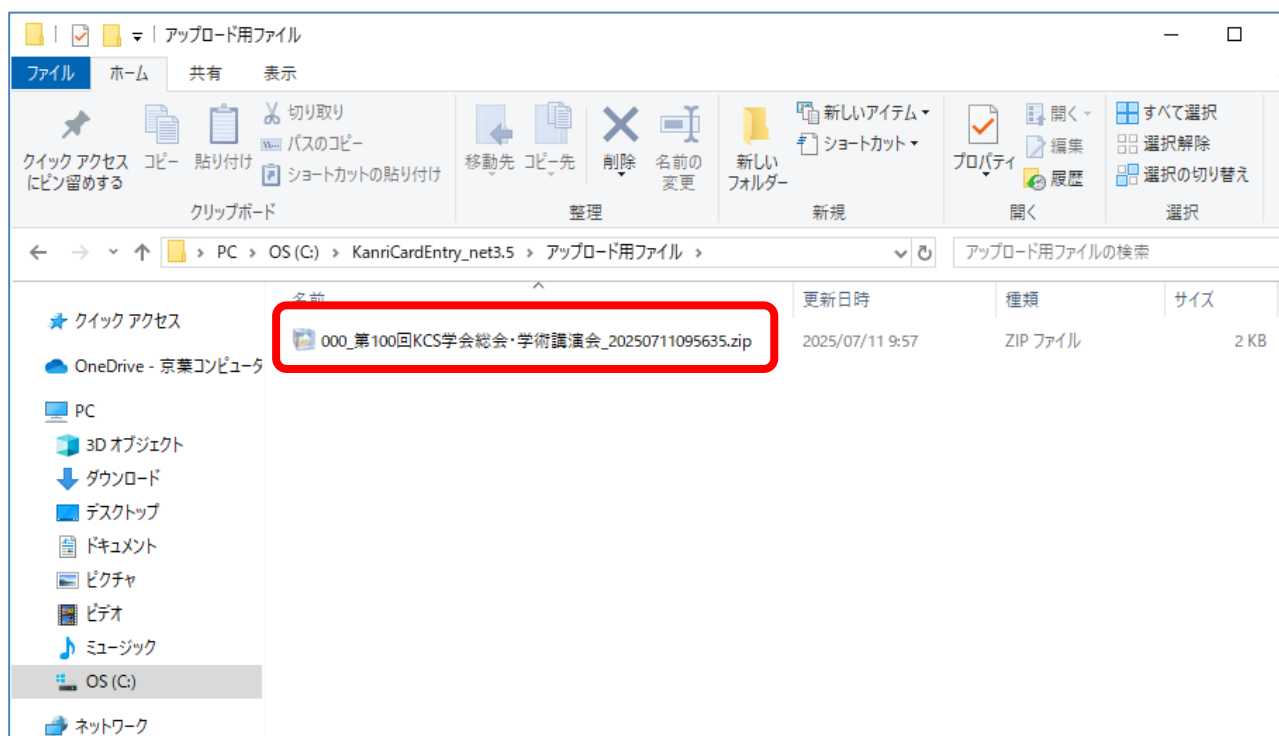 アップロード用ファイル
ファイル ホーム 共有 表示
クイック アクセス
にピン留めする
コピー
貼り付け
切り取り
パスのコピー
ショートカットの貼り付け
クリップボード
移動先
コピー先
削除
名前の
変更
整理
新しい
フォルダー
新しいアイテム
ショートカット
新規
プロパティ
開く
編集
履歴
開く
すべて選択
選択解除
選択の切り替え
選択
PC › OS (C:) › KanriCardEntry_net3.5 › アップロード用ファイル ›
アップロード用ファイルの検索
名前 更新日時 種類 サイズ
000_第100回KCS学会総会・学術講演会_20250711095635.zip 2025/07/11 9:57 ZIP ファイル 2 KB
クイック アクセス
OneDrive - 京葉コンピュータ
PC
3D オブジェクト
ダウンロード
デスクトップ
ドキュメント
ピクチャ
ビデオ
ミュージック
OS (C:)
ネットワーク